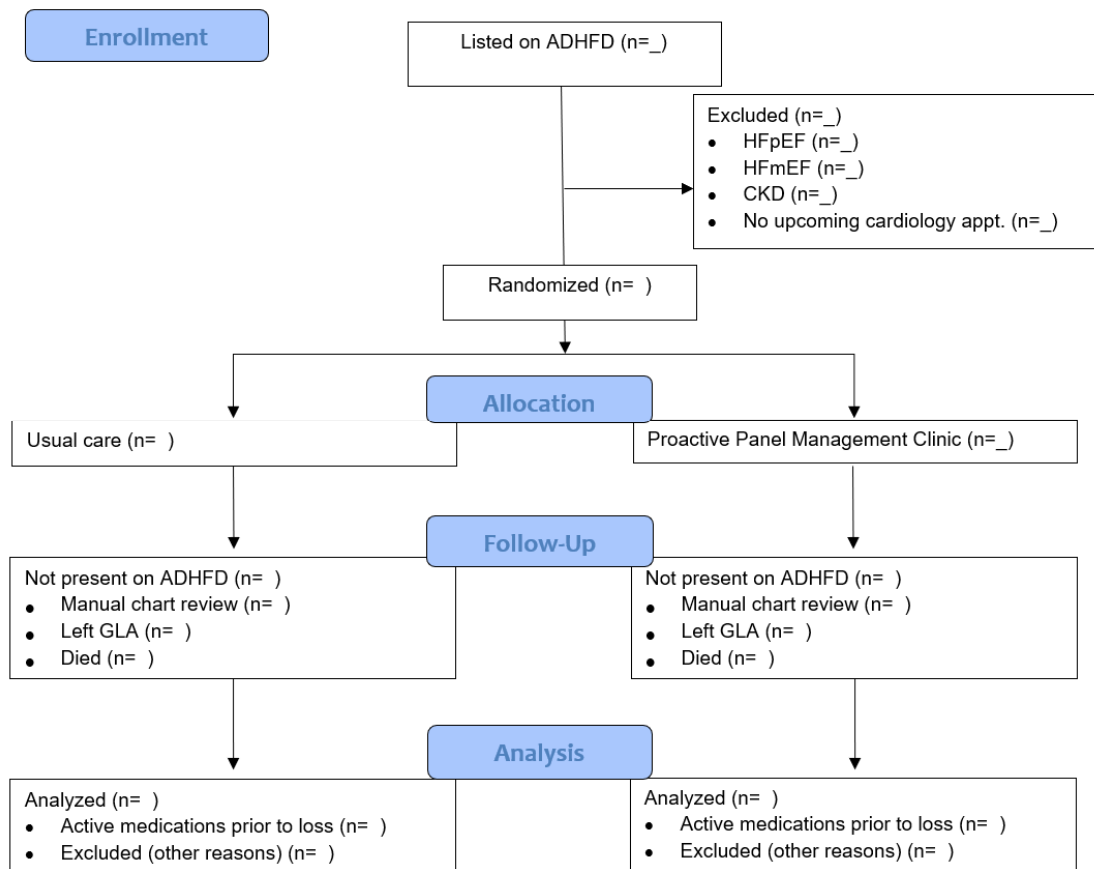 Enrollment
Listed on ADHFD (n=_)
Excluded (n=_)
• HFpEF (n=_)
• HFmEF (n=_)
• CKD (n=_)
• No upcoming cardiology appt. (n=_)
Randomized (n= )
Allocation
Usual care (n= )
Proactive Panel Management Clinic (n=_)
Follow-Up
Not present on ADHFD (n= )
• Manual chart review (n= )
• Left GLA (n= )
• Died (n= )
Not present on ADHFD (n= )
• Manual chart review (n= )
• Left GLA (n= )
• Died (n= )
Analysis
Analyzed (n= )
• Active medications prior to loss (n= )
• Excluded (other reasons) (n= )
Analyzed (n= )
• Active medications prior to loss (n= )
• Excluded (other reasons) (n= )